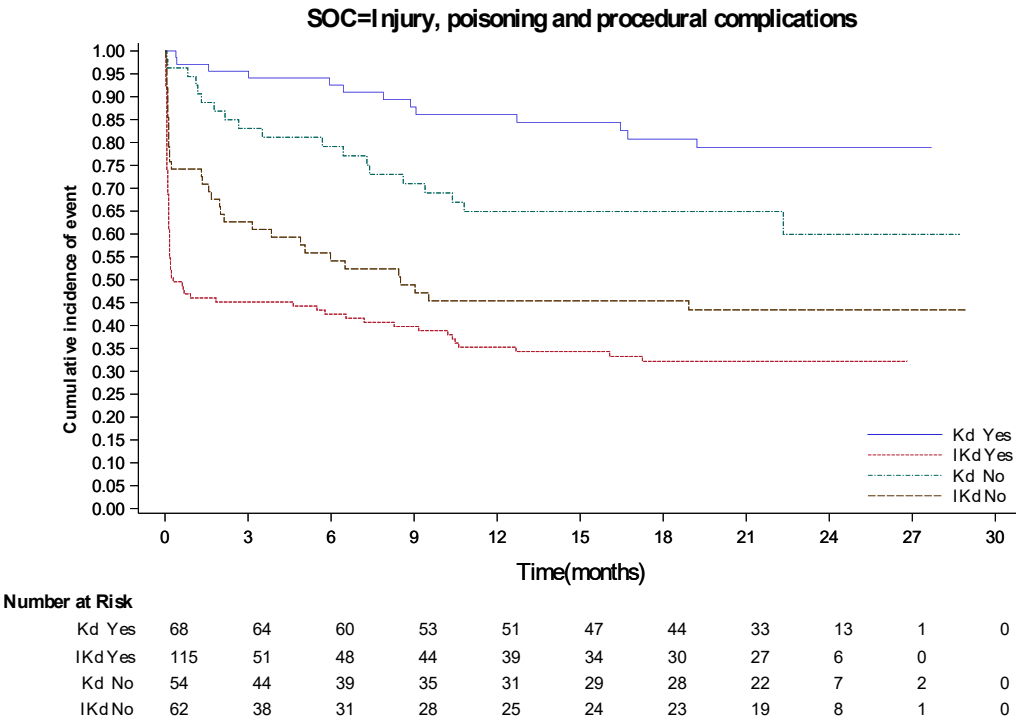 SOC=Injury, poisoning and procedural complications
Cumulative incidence of event
1.00
0.95
0.90
0.85
0.80
0.75
0.70
0.65
0.60
0.55
0.50
0.45
0.40
0.35
0.30
0.25
0.20
0.15
0.10
0.05
0.00
Kd Yes
IKd Yes
Kd No
IKd No
0 3 6 9 12 15 18 21 24 27 30
Time(months)
Number at Risk
Kd Yes 68 64 60 53 51 47 44 33 13 1 0
IKd Yes 115 51 48 44 39 34 30 27 6 0
Kd No 54 44 39 35 31 29 28 22 7 2 0
IKd No 62 38 31 28 25 24 23 19 8 1 0